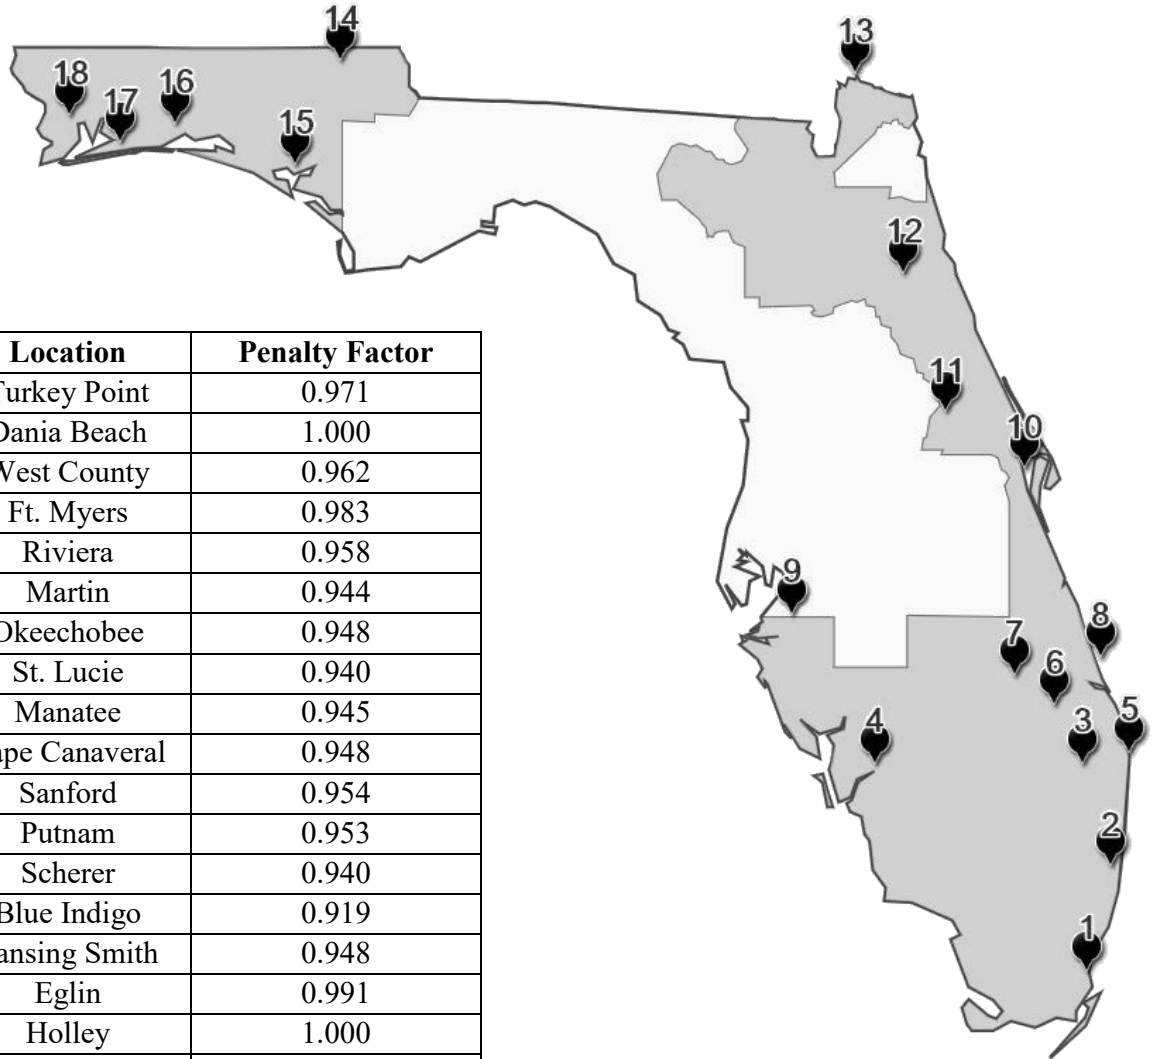 14
13
18
16
17
15
12
Location Penalty Factor
Turkey Point 0.971
Dania Beach 1.000
West County 0.962
Ft. Myers 0.983
Riviera 0.958
Martin 0.944
Okeechobee 0.948
St. Lucie 0.940
Manatee 0.945
ape Canaveral 0.948
Sanford 0.954
Putnam 0.953
Scherer 0.940
Blue Indigo 0.919
ansing Smith 0.948
Eglin 0.991
Holley 1.000
11
10
9
8
7
6
5
4
3
2
1